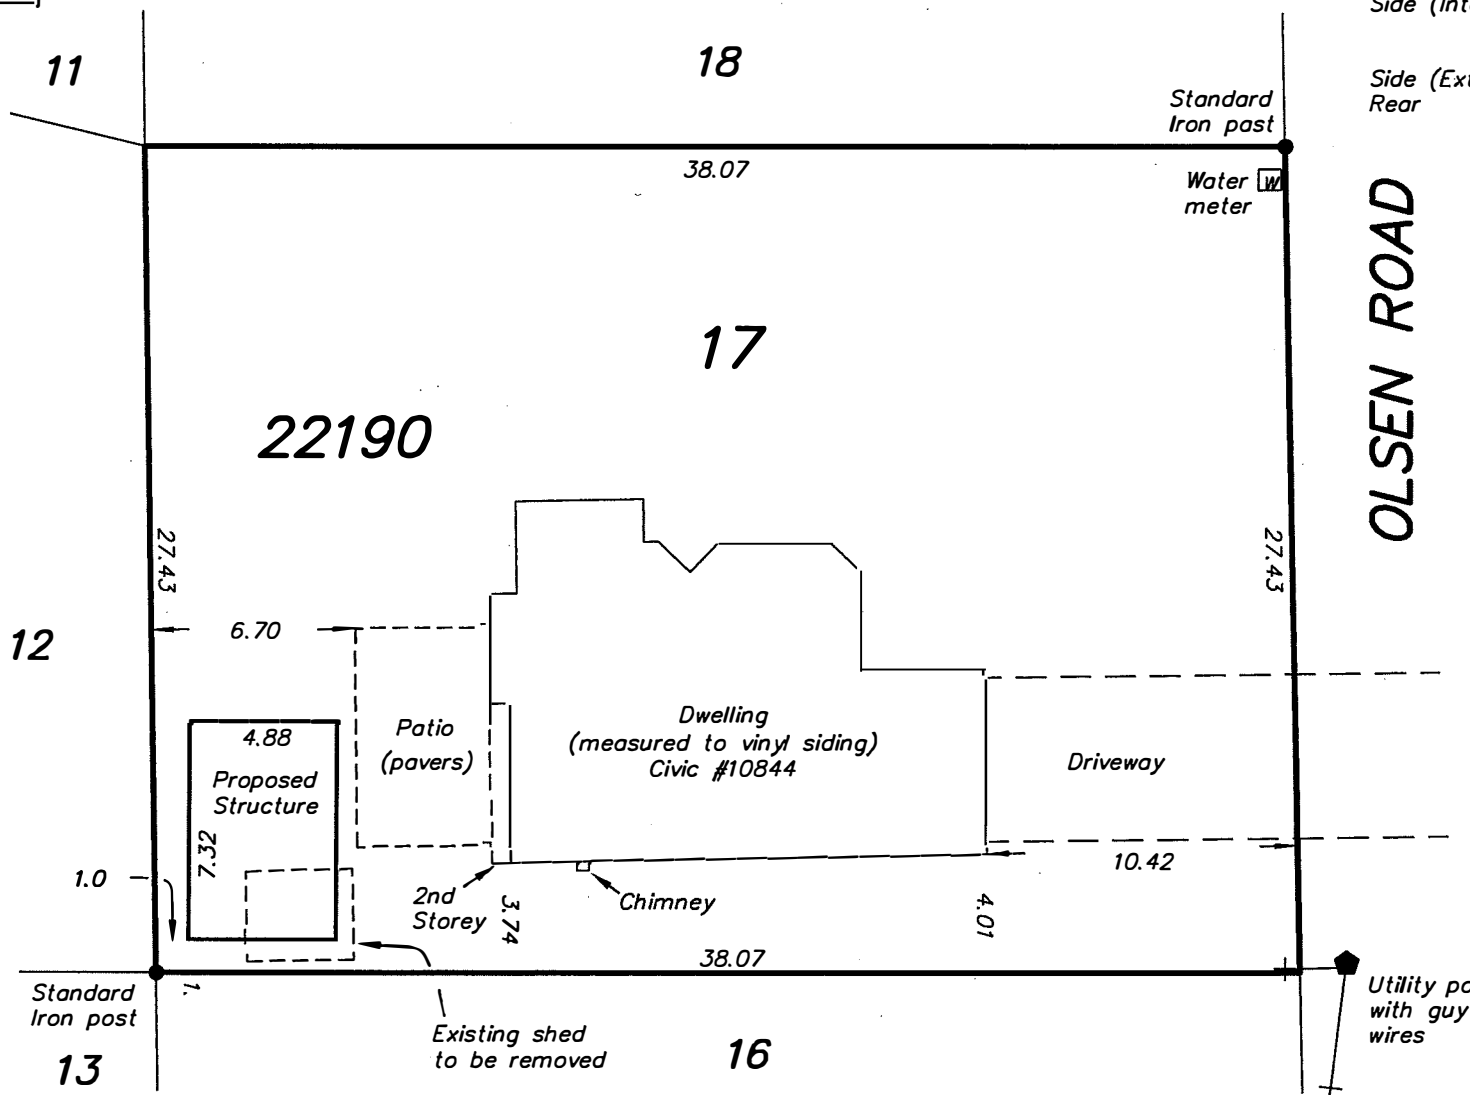 Side (Int
11
18
Side (Ext
Rear
Standard
Iron past
38.07
Water W
meter
OLSEN ROAD
17
22190
27.43
27.43
6.70
12
Patio
(pavers)
Dwelling
(measured to vinyl siding)
Civic #10844
Driveway
4.88
Proposed
Structure
7.32
1.0
10.42
2nd
Storey
3.74
Chimney
4.01
38.07
Standard
Iron post
1.
Existing shed
to be removed
Utility po
with guy
wires
13
16